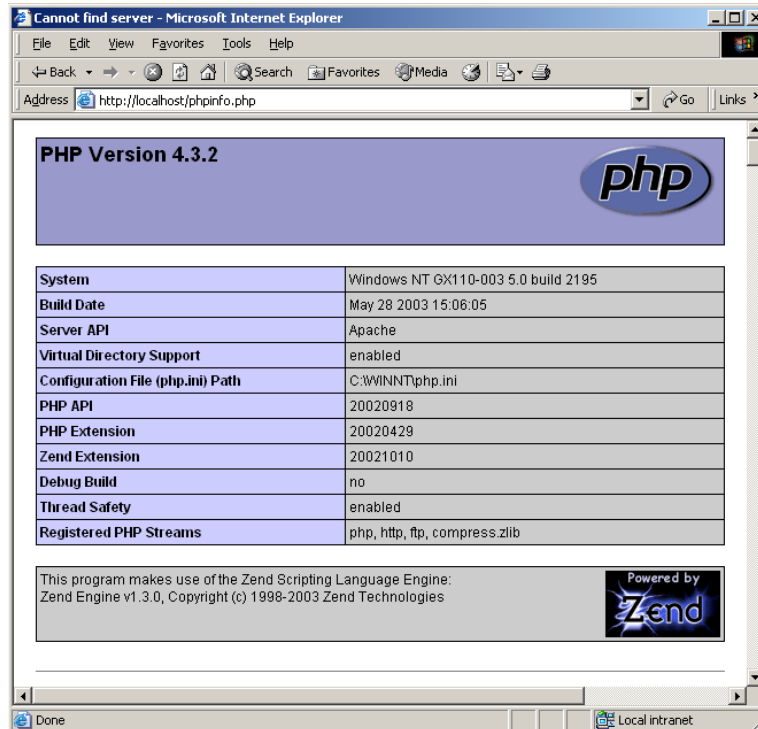 Cannot find server - Microsoft Internet Explorer
File Edit View Favorites Tools Help
Back Search Favorites Media
Address http://localhost/phpinfo.php Go Links
PHP Version 4.3.2
php
System Windows NT GX110-003 5.0 build 2195
Build Date May 28 2003 15:06:05
Server API Apache
Virtual Directory Support enabled
Configuration File (php.ini) Path C:\WINNT\php.ini
PHP API 20020918
PHP Extension 20020429
Zend Extension 20021010
Debug Build no
Thread Safety enabled
Registered PHP Streams php, http, ftp, compress.zlib
This program makes use of the Zend Scripting Language Engine:
Zend Engine v1.3.0, Copyright (c) 1998-2003 Zend Technologies
Powered by
Zend
Done Local intranet